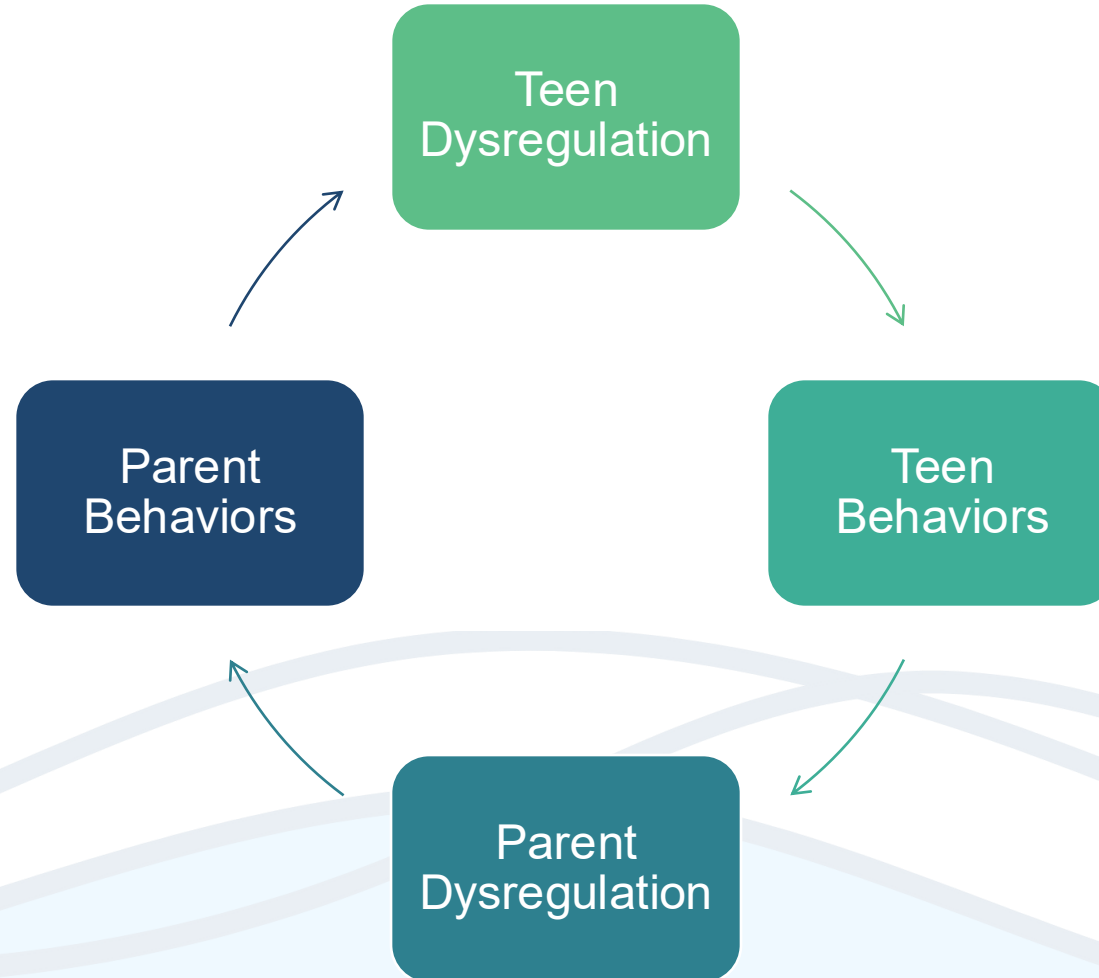 Teen
Dysregulation
Parent
Behaviors
Teen
Behaviors
Parent
Dysregulation